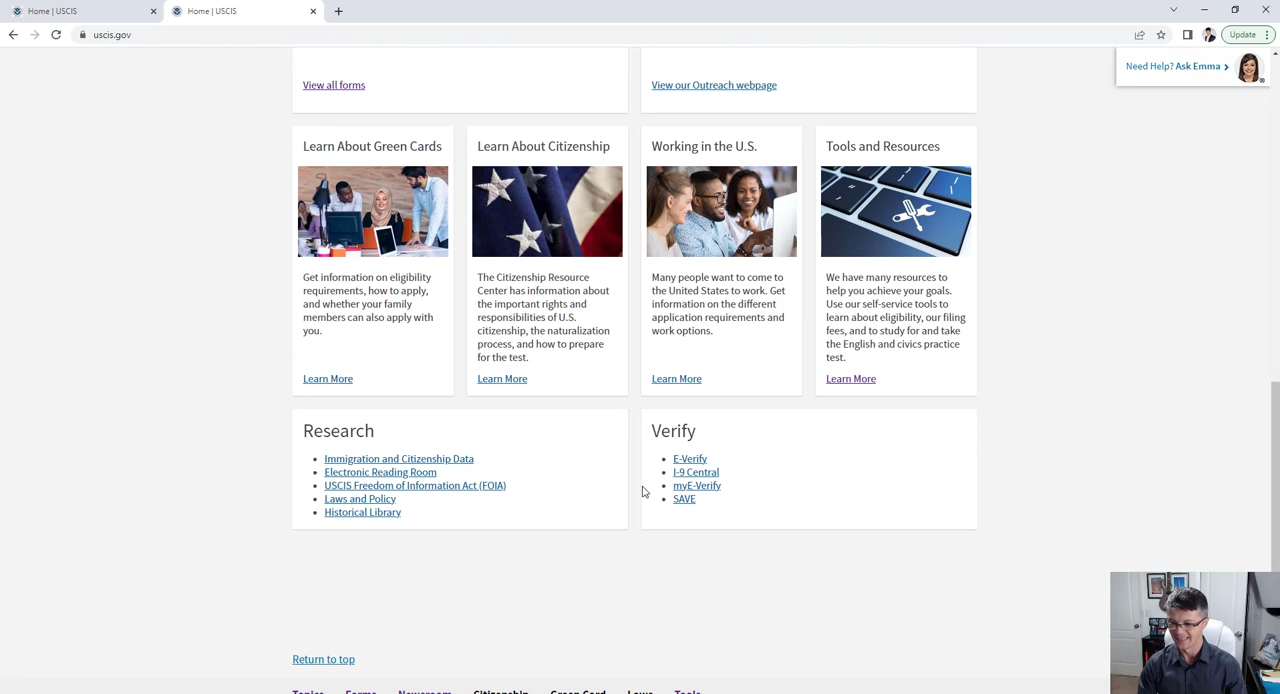 Home | USCIS
Home | USCIS
uscis.gov
Update
Need Help? Ask Emma
View all forms
View our Outreach webpage
Learn About Green Cards
Get information on eligibility
requirements, how to apply,
and whether your family
members can also apply with
you.
Learn More
Learn About Citizenship
The Citizenship Resource
Center has information about
the important rights and
responsibilities of U.S.
citizenship, the naturalization
process, and how to prepare
for the test.
Learn More
Working in the U.S.
Many people want to come to
the United States to work. Get
information on the different
application requirements and
work options.
Learn More
Tools and Resources
We have many resources to
help you achieve your goals.
Use our self-service tools to
learn about eligibility, our filing
fees, and to study for and take
the English and civics practice
test.
Learn More
Research
Immigration and Citizenship Data
Electronic Reading Room
USCIS Freedom of Information Act (FOIA)
Laws and Policy
Historical Library
Verify
E-Verify
I-9 Central
myE-Verify
SAVE
Return to top
Topics Forms Newsroom Citizenship Green Card Laws Tools